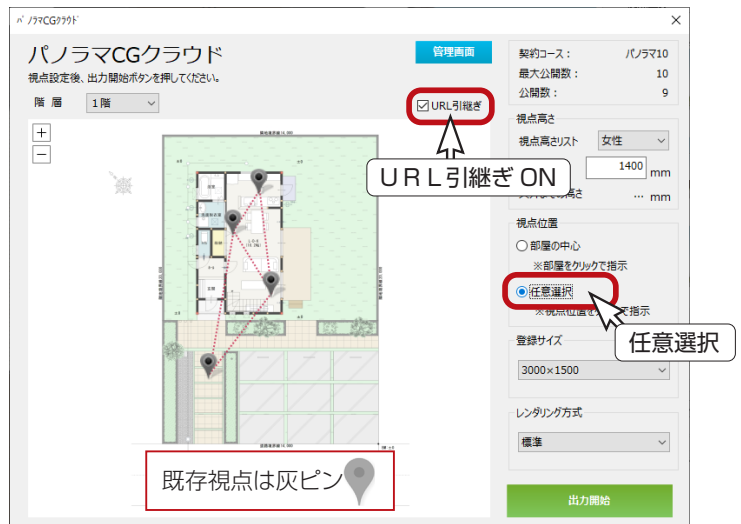 パノラマCGクラウド
パノラマCGクラウド
管理画面
視点設定後、出力開始ボタンを押してください。
階 層
1階
URL引継ぎ
URL引継ぎ ON
契約コース：
パノラマ10
最大公開数：
10
公開数：
9
視点高さ
視点高さリスト
女性
1400 mm
... mm
視点位置
部屋の中心
※部屋をクリックで指示
任意選択
任意選択
登録サイズ
3000×1500
レンダリング方式
標準
出力開始
既存視点は灰ピン